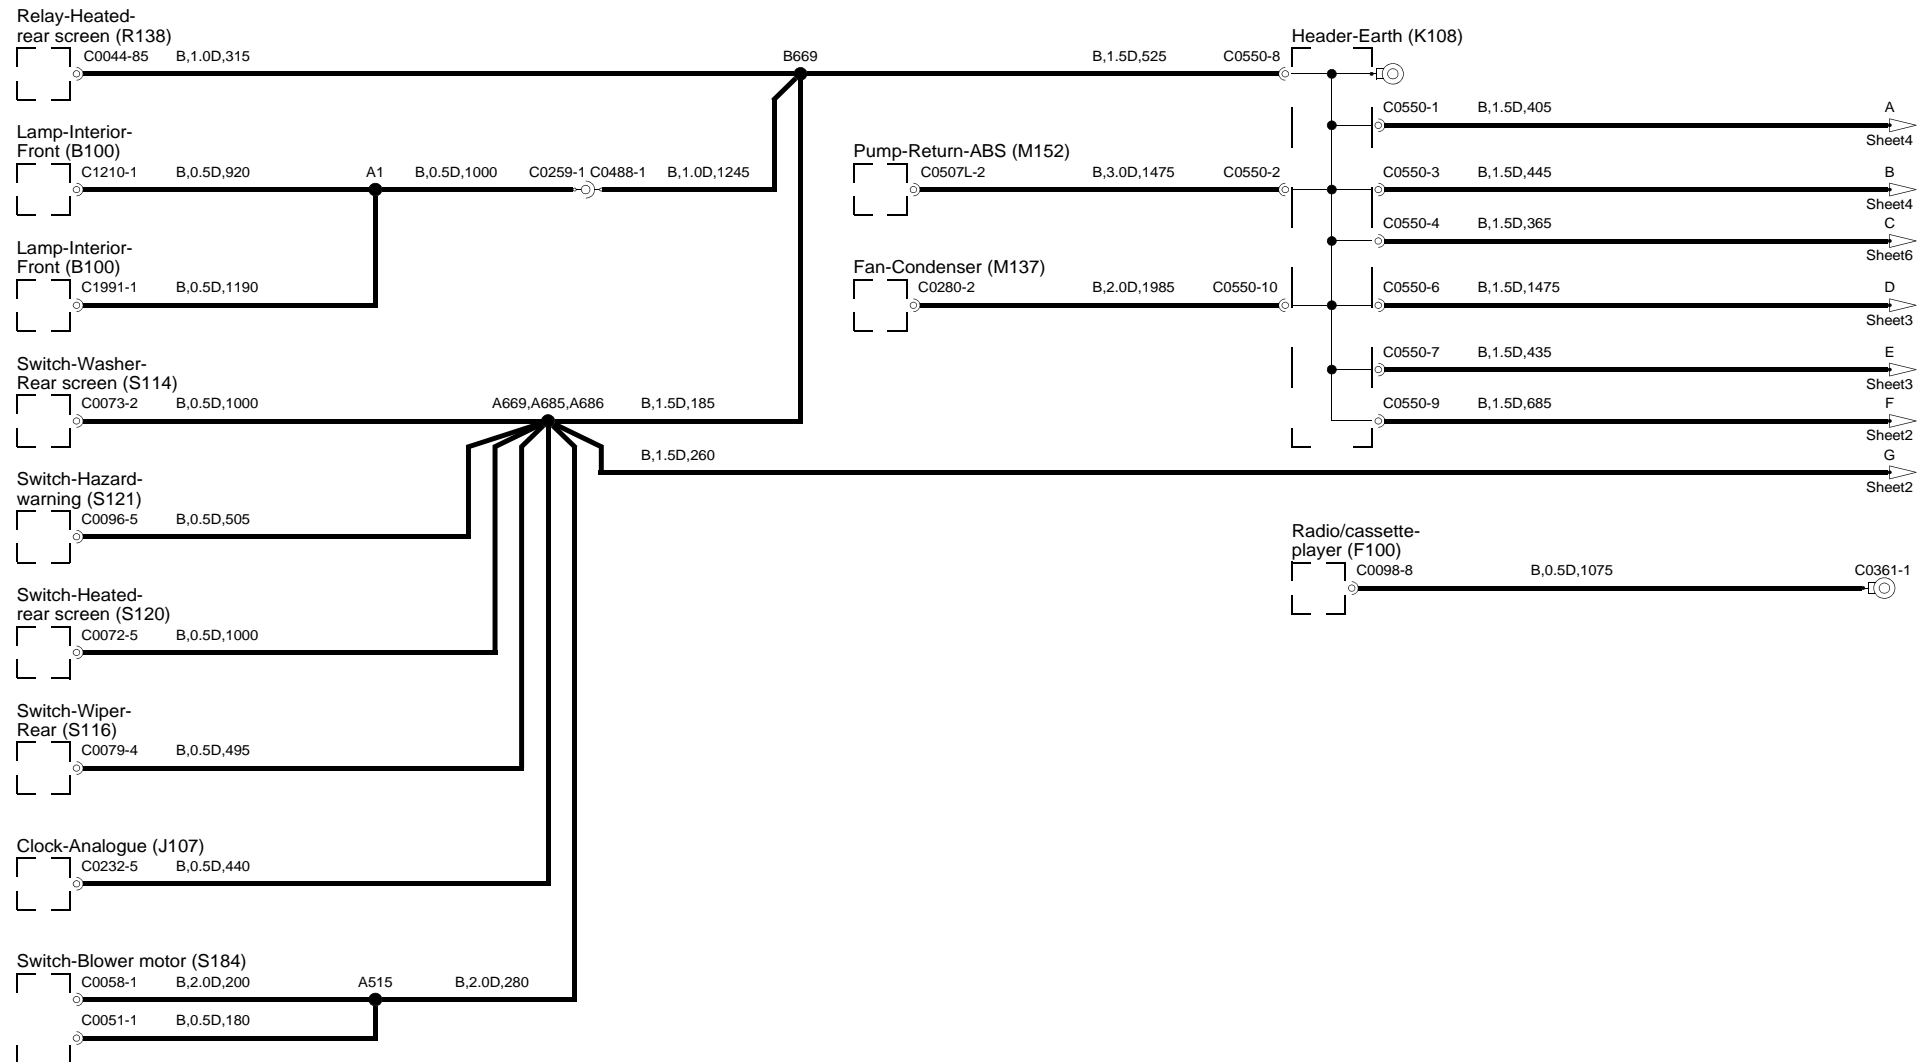 Relay-Heated-
rear screen (R138)
C0044-85 B,1.0D,315
B669
B,1.5D,525 C0550-8
Header-Earth (K108)
Lamp-Interior-
Front (B100)
C1210-1 B,0.5D,920
A1
B,0.5D,1000
C0259-1 C0488-1
B,1.0D,1245
Lamp-Interior-
Front (B100)
C1991-1 B,0.5D,1190
Pump-Return-ABS (M152)
C0507L-2 B,3.0D,1475 C0550-2
Fan-Condenser (M137)
C0280-2 B,2.0D,1985 C0550-10
C0550-1 B,1.5D,405 A
Sheet4
C0550-3 B,1.5D,445 B
Sheet4
C0550-4 B,1.5D,365 C
Sheet6
C0550-6 B,1.5D,1475 D
Sheet3
C0550-7 B,1.5D,435 E
Sheet3
C0550-9 B,1.5D,685 F
Sheet2
Switch-Washer-
Rear screen (S114)
C0073-2 B,0.5D,1000
A669,A685,A686
B,1.5D,185
B,1.5D,260 G
Sheet2
Switch-Hazard-
warning (S121)
C0096-5 B,0.5D,505
Radio/cassette-
player (F100)
C0098-8 B,0.5D,1075 C0361-1
Switch-Heated-
rear screen (S120)
C0072-5 B,0.5D,1000
Switch-Wiper-
Rear (S116)
C0079-4 B,0.5D,495
Clock-Analogue (J107)
C0232-5 B,0.5D,440
Switch-Blower motor (S184)
C0058-1 B,2.0D,200
A515
B,2.0D,280
C0051-1 B,0.5D,180